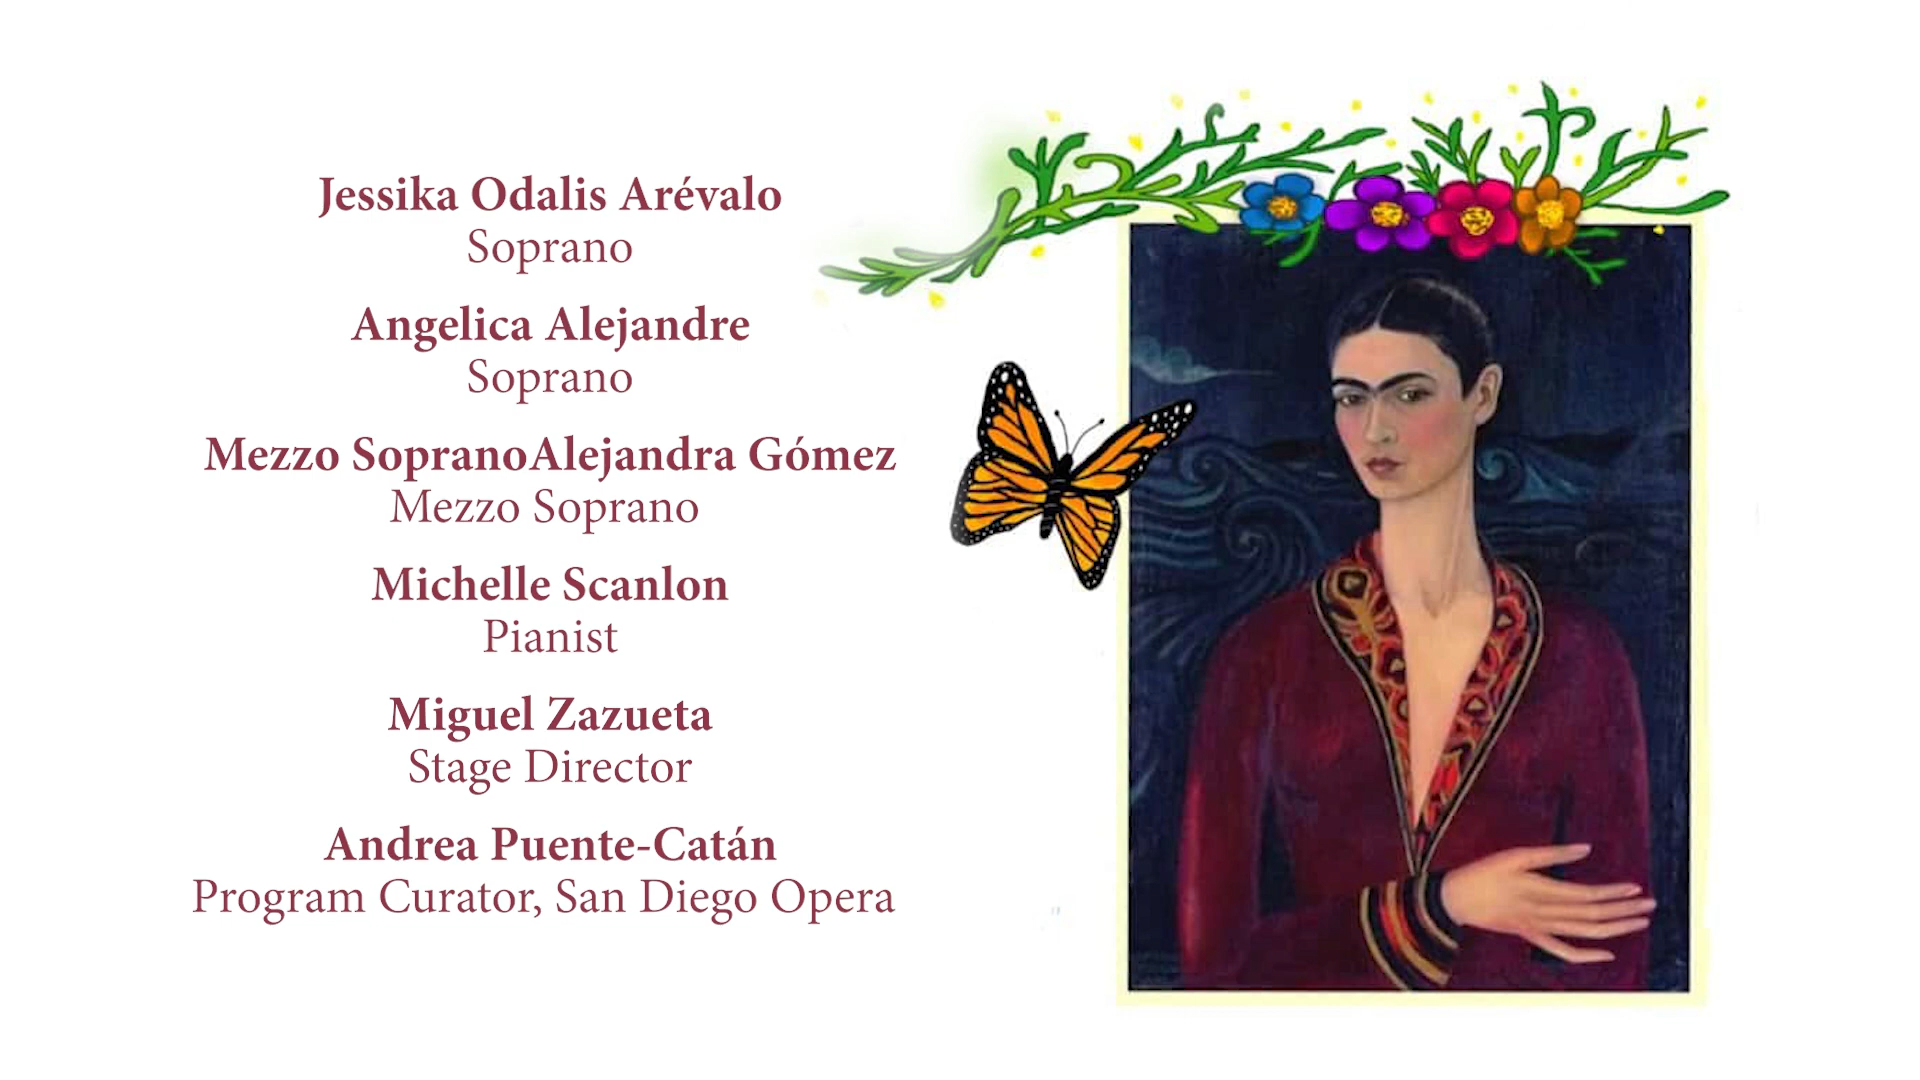 Jessika Odalis Arévalo
Soprano
Angelica Alejandre
Soprano
Mezzo SopranoAlejandra Gómez
Mezzo Soprano
Michelle Scanlon
Pianist
Miguel Zazueta
Stage Director
Andrea Puente-Catán
Program Curator, San Diego Opera